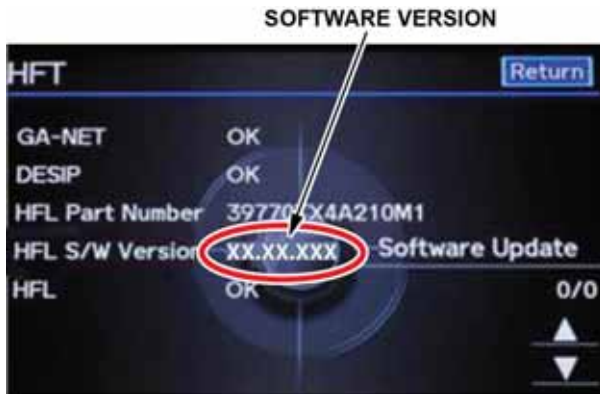 SOFTWARE VERSION
HFT Return
GA-NET OK
DESIP OK
HFL Part Number
HFL S/W Version XX.XX.XXX Software Update
HFL OK 0/0